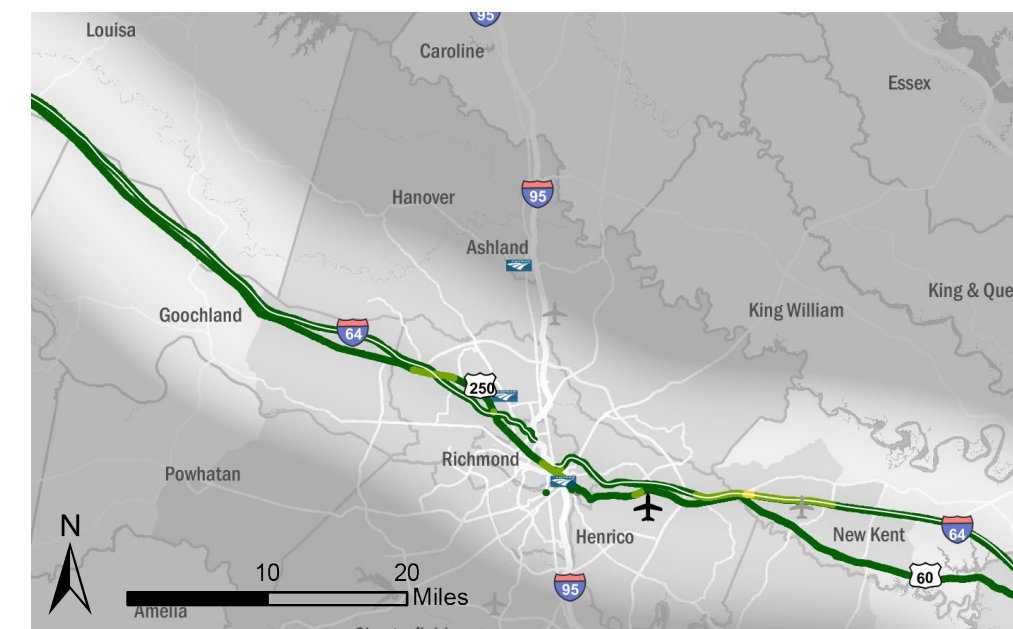 95
Louisa
Caroline
Essex
95
Hanover
Ashland
King & Que
King William
Goochland
64
250
Richmond
Powhatan
N
Henrico
New Kent
64
60
10
20
Miles
95
Amelia